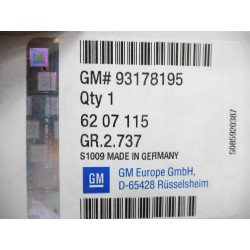 GM# 93178195
Qty 1
62 07 115
GR.2.737
S1009 MADE IN GERMANY
GM
GM Europe GmbH,
D-65428 Rüsselsheim
5085920387